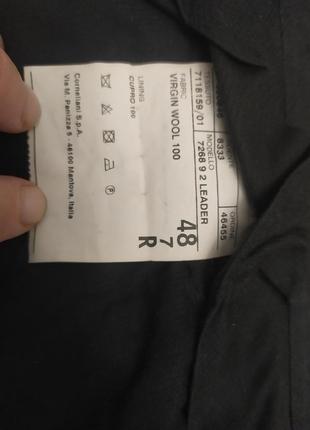 7118159/01
8333
MODELLO
7268 9 2 LEADER
ORDINE
46455
FABRIC
VIRGIN WOOL 100
LINING
CUPRO 100
48
7
R
Corneliani S.p.A.
Via M. Panizza 5 - 46100 Mantova, Italia